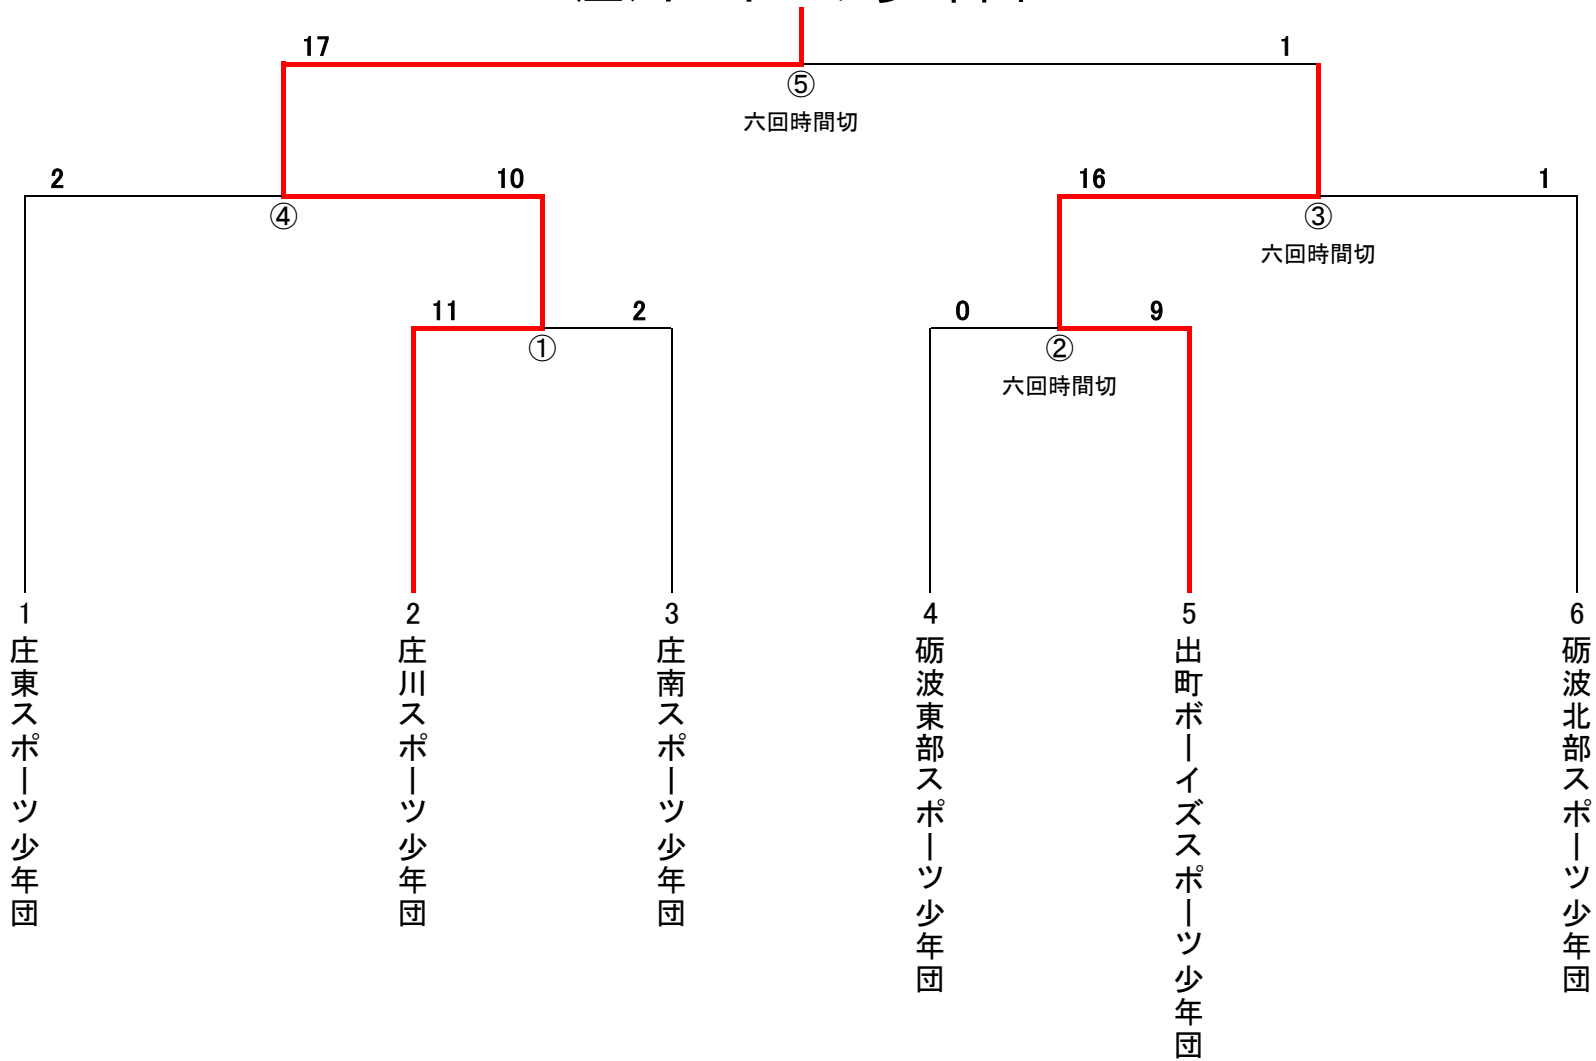 17
1
⑤
六回時間切
2
10
16
1
④
③
六回時間切
11
2
0
9
①
②
六回時間切
1
庄東スポーツ少年団
2
庄川スポーツ少年団
3
庄南スポーツ少年団
4
砺波東部スポーツ少年団
5
出町ボーイズスポーツ少年団
6
砺波北部スポーツ少年団